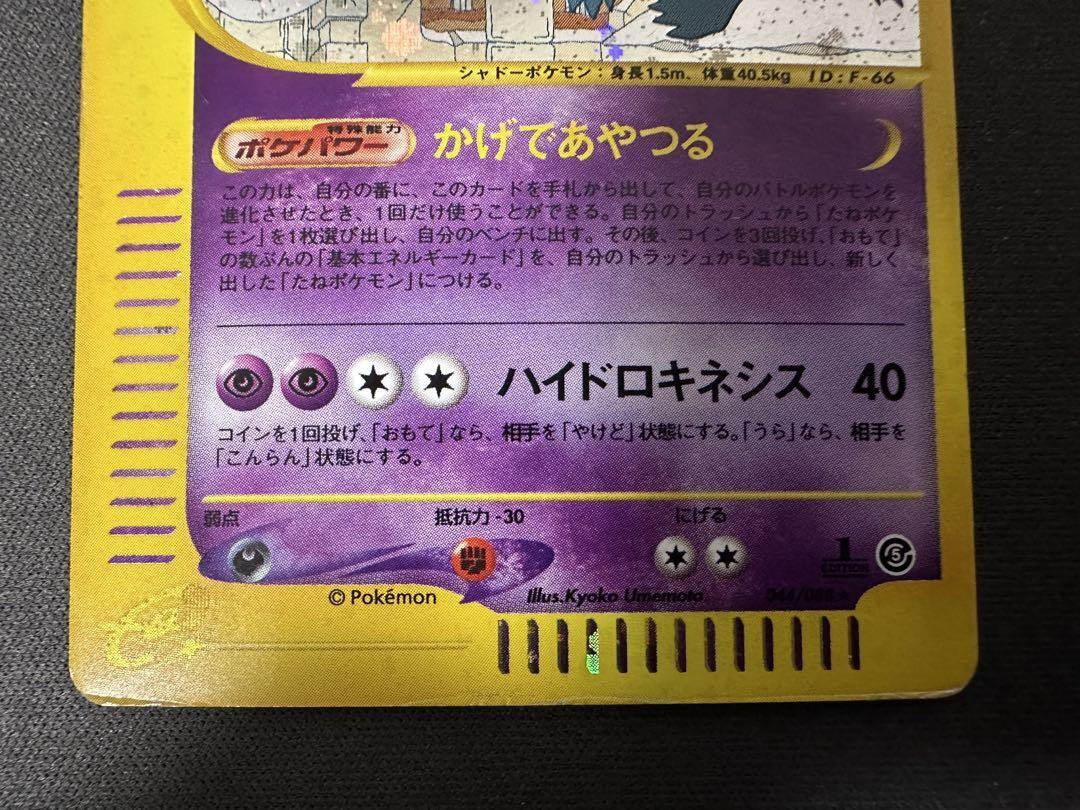 シャドーポケモン：身長1.5m、体重40.5kg ID：F-66
特殊能力
ポケパワー かげであやつる
この力は、自分の番に、このカードを手札から出して、自分のバトルポケモンを
進化させたとき、1回だけ使うことができる。自分のトラッシュから「たねポケ
モン」を1枚選び出し、自分のベンチに出す。その後、コインを3回投げ、「おもて」
の数ぶんの「基本エネルギーカード」を、自分のトラッシュから選び出し、新しく
出した「たねポケモン」につける。
ハイドロキネシス 40
コインを1回投げ、「おもて」なら、相手を「やけど」状態にする。「うら」なら、相手を
「こんらん」状態にする。
弱点 抵抗力-30 にげる
1 EDITION 5
©Pokémon Illus.Kyoko Umemoto 044/088